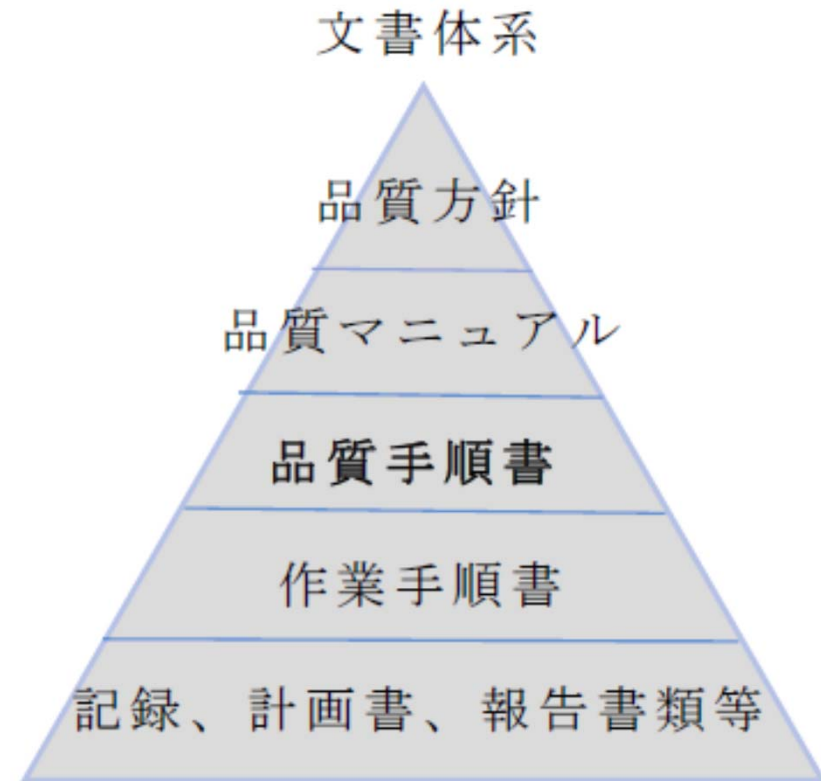 文書体系
品質方針
品質マニュアル
品質手順書
作業手順書
記録、計画書、報告書類等